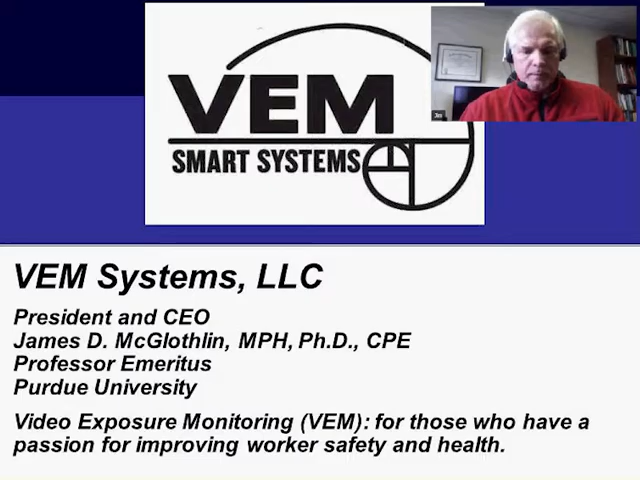 VEM
SMART SYSTEMS
VEM Systems, LLC
President and CEO
James D. McGlothlin, MPH, Ph.D., CPE
Professor Emeritus
Purdue University
Video Exposure Monitoring (VEM): for those who have a
passion for improving worker safety and health.